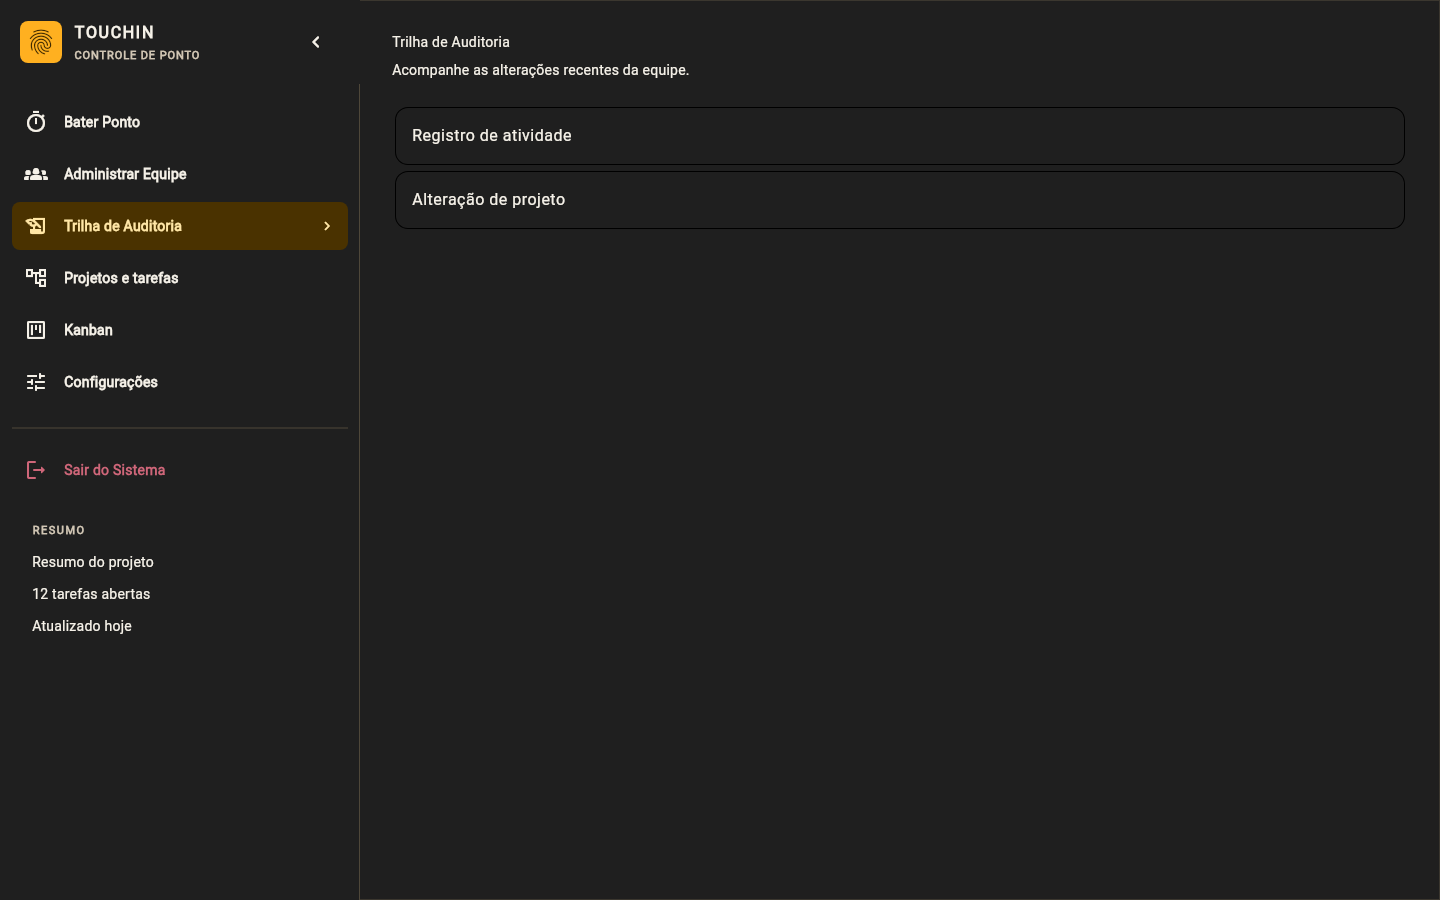 TOUCHIN
CONTROLE DE PONTO
Bater Ponto
Administrar Equipe
Trilha de Auditoria
Projetos e tarefas
Kanban
Configurações
Sair do Sistema
RESUMO
Resumo do projeto
12 tarefas abertas
Atualizado hoje
Trilha de Auditoria
Acompanhe as alterações recentes da equipe.
Registro de atividade
Alteração de projeto